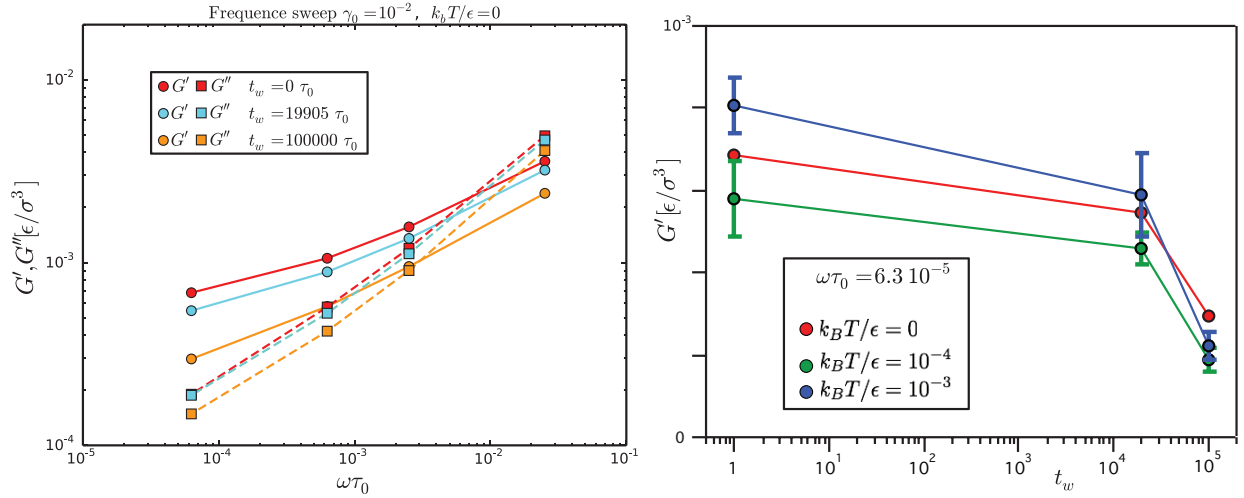 Frequence sweep γ₀ =10⁻², k_bT/ϵ=0
G′,G″[ϵ/σ³]
10⁻²
10⁻³
10⁻⁴
G′ G″ t_w =0 τ₀
G′ G″ t_w =19905 τ₀
G′ G″ t_w =100000 τ₀
10⁻⁵ 10⁻⁴ 10⁻³ 10⁻² 10⁻¹
ωτ₀
G′[ϵ/σ³]
10⁻³
0
ωτ₀ =6.3 10⁻⁵
k_BT/ϵ = 0
k_BT/ϵ = 10⁻⁴
k_BT/ϵ = 10⁻³
1 10¹ 10² 10³ 10⁴ 10⁵
t_w